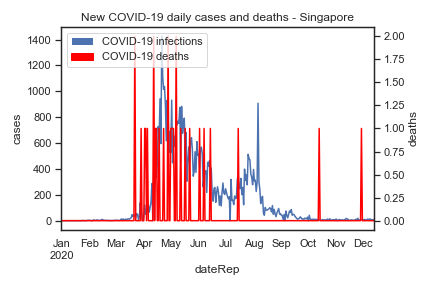 New COVID-19 daily cases and deaths - Singapore
COVID-19 infections
COVID-19 deaths
1400
1200
1000
800
600
400
200
0
cases
2.00
1.75
1.50
1.25
1.00
0.75
0.50
0.25
0.00
deaths
Jan Feb Mar Apr May Jun Jul Aug Sep Oct Nov Dec
2020
dateRep